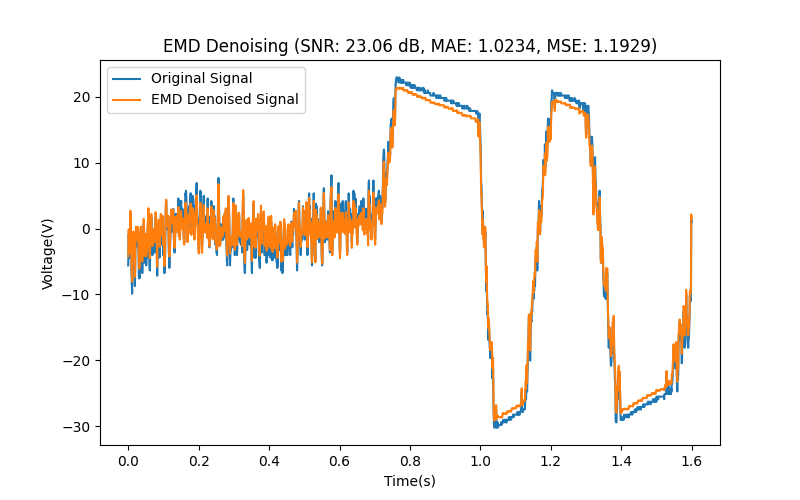 EMD Denoising (SNR: 23.06 dB, MAE: 1.0234, MSE: 1.1929)
Original Signal
EMD Denoised Signal
Voltage(V)
20
10
0
−10
−20
−30
0.0 0.2 0.4 0.6 0.8 1.0 1.2 1.4 1.6
Time(s)